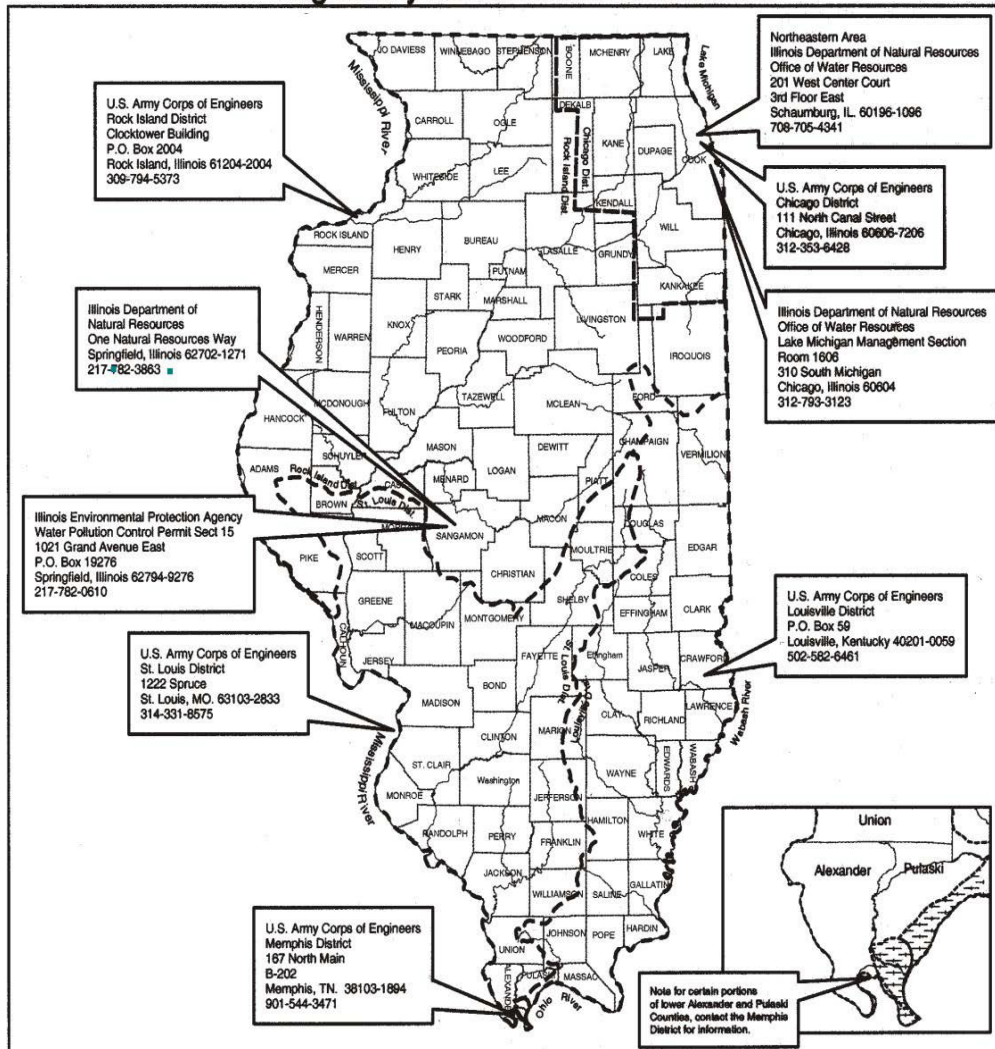 U.S. Army Corps of Engineers
Rock Island District
Clocktower Building
P.O. Box 2004
Rock Island, Illinois 61204-2004
309-794-5373
Northeastern Area
Illinois Department of Natural Resources
Office of Water Resources
201 West Center Court
3rd Floor East
Schaumburg, IL. 60196-1096
708-705-4341
U.S. Army Corps of Engineers
Chicago District
111 North Canal Street
Chicago, Illinois 60606-7206
312-353-6428
Illinois Department of Natural Resources
Office of Water Resources
Lake Michigan Management Section
Room 1606
310 South Michigan
Chicago, Illinois 60604
312-793-3123
Illinois Department of
Natural Resources
One Natural Resources Way
Springfield, Illinois 62702-1271
217-782-3863
Illinois Environmental Protection Agency
Water Pollution Control Permit Sect 15
1021 Grand Avenue East
P.O. Box 19276
Springfield, Illinois 62794-9276
217-782-0610
U.S. Army Corps of Engineers
St. Louis District
1222 Spruce
St. Louis, MO. 63103-2833
314-331-8575
U.S. Army Corps of Engineers
Louisville District
P.O. Box 59
Louisville, Kentucky 40201-0059
502-582-6461
U.S. Army Corps of Engineers
Memphis District
167 North Main
B-202
Memphis, TN. 38103-1894
901-544-3471
JO DAVIESS
WINNEBAGO
STEPHENSON
BOONE
MCHENRY
LAKE
Lake Michigan
Mississippi River
CARROLL
OGLE
DEKALB
KANE
DUPAGE
COOK
Chicago Dist.
Rock Island Dist.
WHITESIDE
LEE
KENDALL
WILL
ROCK ISLAND
HENRY
BUREAU
LASALLE
GRUNDY
MERCER
PUTNAM
KANKAKEE
STARK
MARSHALL
LIVINGSTON
HENDERSON
WARREN
KNOX
PEORIA
WOODFORD
IROQUOIS
MCDONOUGH
FULTON
TAZEWELL
MCLEAN
FORD
HANCOCK
MASON
DEWITT
CHAMPAIGN
VERMILION
SCHUYLER
LOGAN
ADAMS
Rock Island Dist.
MENARD
PIATT
BROWN
St. Louis Dist.
SANGAMON
MACON
DOUGLAS
EDGAR
PIKE
SCOTT
CHRISTIAN
MOULTRIE
COLES
SHELBY
GREENE
MACOUPIN
MONTGOMERY
EFFINGHAM
CLARK
CALHOUN
JERSEY
FAYETTE
Effingham
JASPER
CRAWFORD
St. Louis Dist.
BOND
MADISON
CLAY
RICHLAND
LAWRENCE
Wabash River
CLINTON
MARION
Mississippi River
ST. CLAIR
Washington
WAYNE
EDWARDS
WABASH
MONROE
JEFFERSON
RANDOLPH
PERRY
HAMILTON
WHITE
FRANKLIN
JACKSON
WILLIAMSON
SALINE
GALLATIN
UNION
JOHNSON
POPE
HARDIN
MASSAC
Ohio River
Union
Alexander
Pulaski
Note for certain portions
of lower Alexander and Pulaski
Counties, contact the Memphis
District for information.